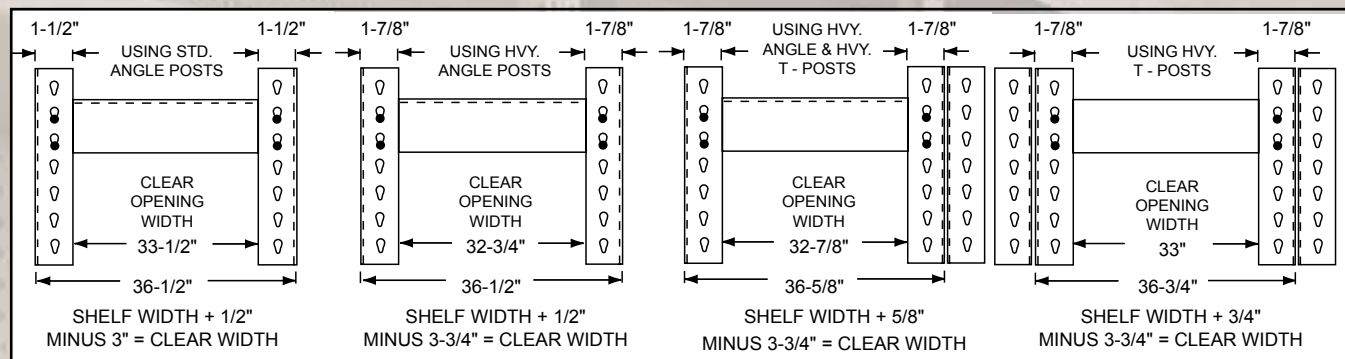 1-1/2" 1-1/2"
USING STD.
ANGLE POSTS
CLEAR
OPENING
WIDTH
33-1/2"
36-1/2"
SHELF WIDTH + 1/2"
MINUS 3" = CLEAR WIDTH
1-7/8" 1-7/8"
USING HVY.
ANGLE POSTS
CLEAR
OPENING
WIDTH
32-3/4"
36-1/2"
SHELF WIDTH + 1/2"
MINUS 3-3/4" = CLEAR WIDTH
1-7/8" 1-7/8"
USING HVY.
ANGLE & HVY.
T - POSTS
CLEAR
OPENING
WIDTH
32-7/8"
36-5/8"
SHELF WIDTH + 5/8"
MINUS 3-3/4" = CLEAR WIDTH
1-7/8" 1-7/8"
USING HVY.
T - POSTS
CLEAR
OPENING
WIDTH
33"
36-3/4"
SHELF WIDTH + 3/4"
MINUS 3-3/4" = CLEAR WIDTH